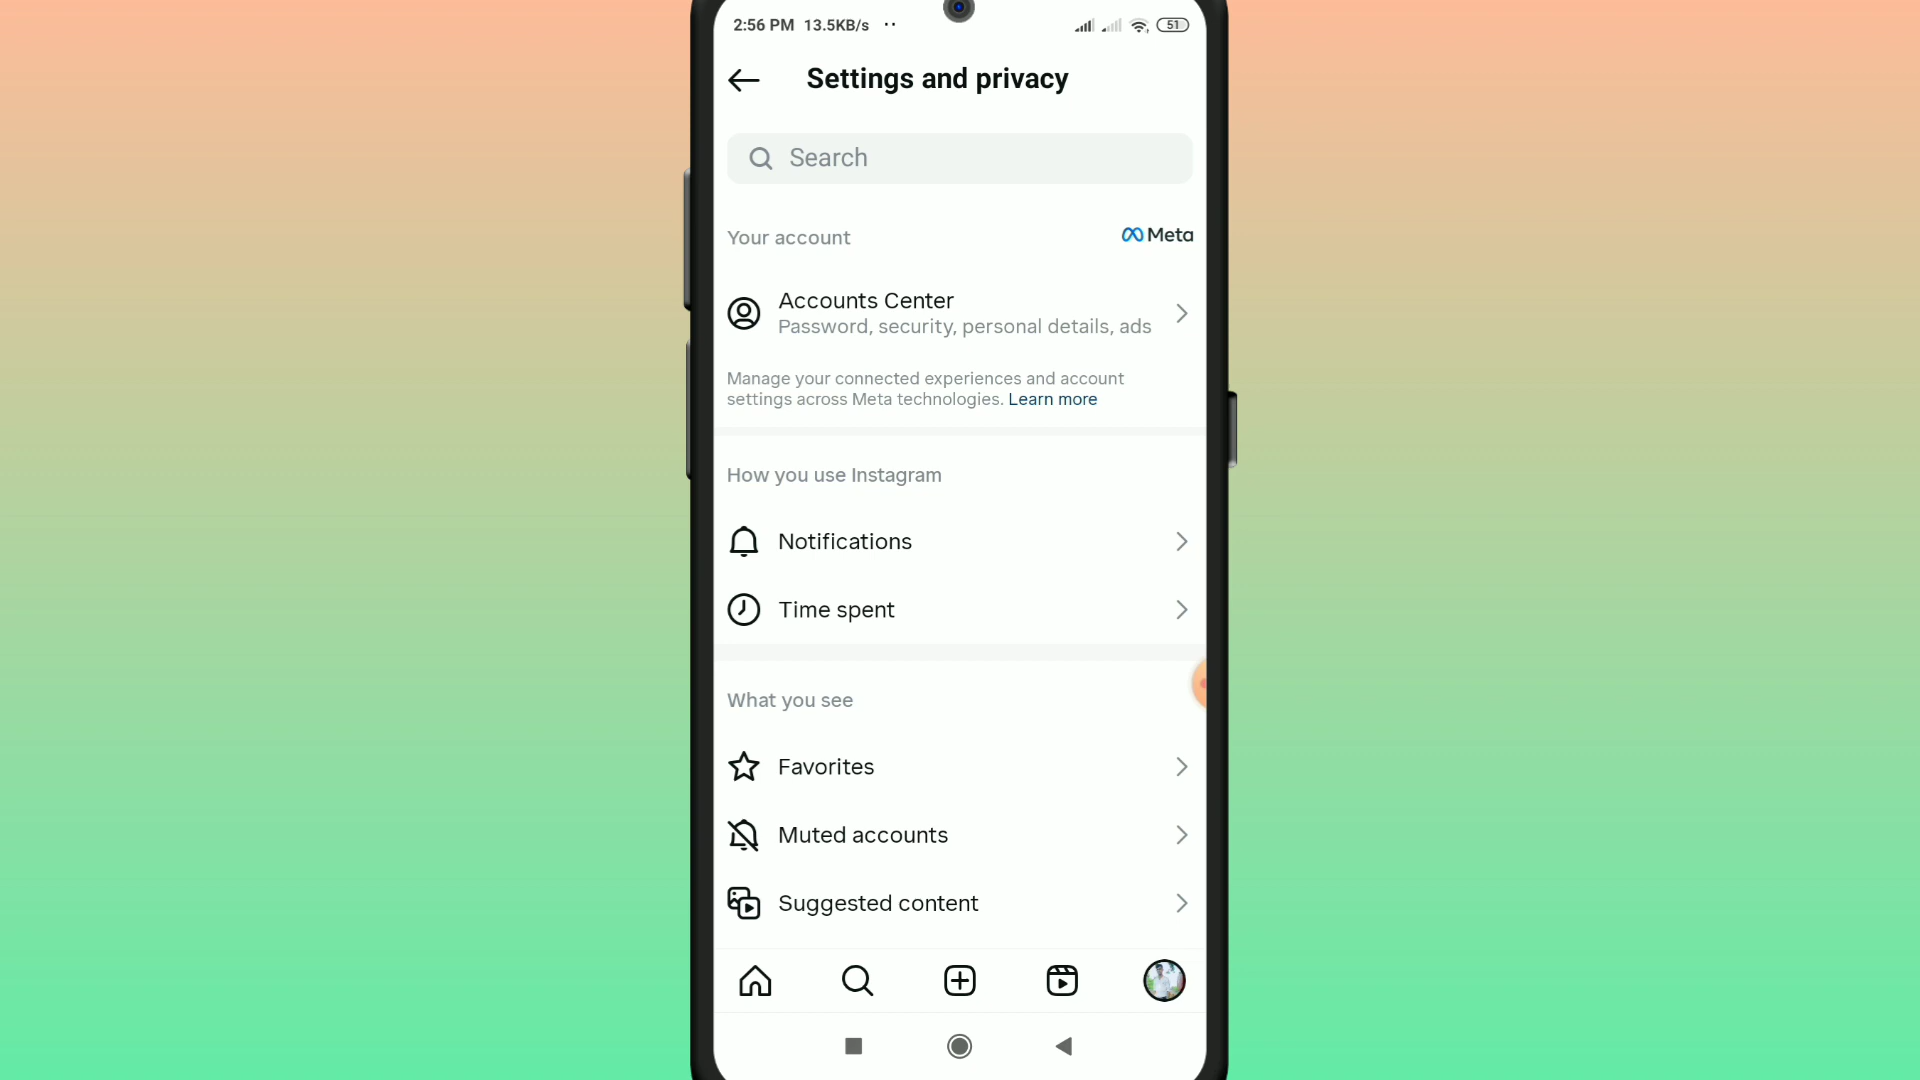 2:56 PM 13.5KB/s ··
51
Settings and privacy
Search
Your account
Meta
Accounts Center
Password, security, personal details, ads
Manage your connected experiences and account
settings across Meta technologies. Learn more
How you use Instagram
Notifications
Time spent
What you see
Favorites
Muted accounts
Suggested content